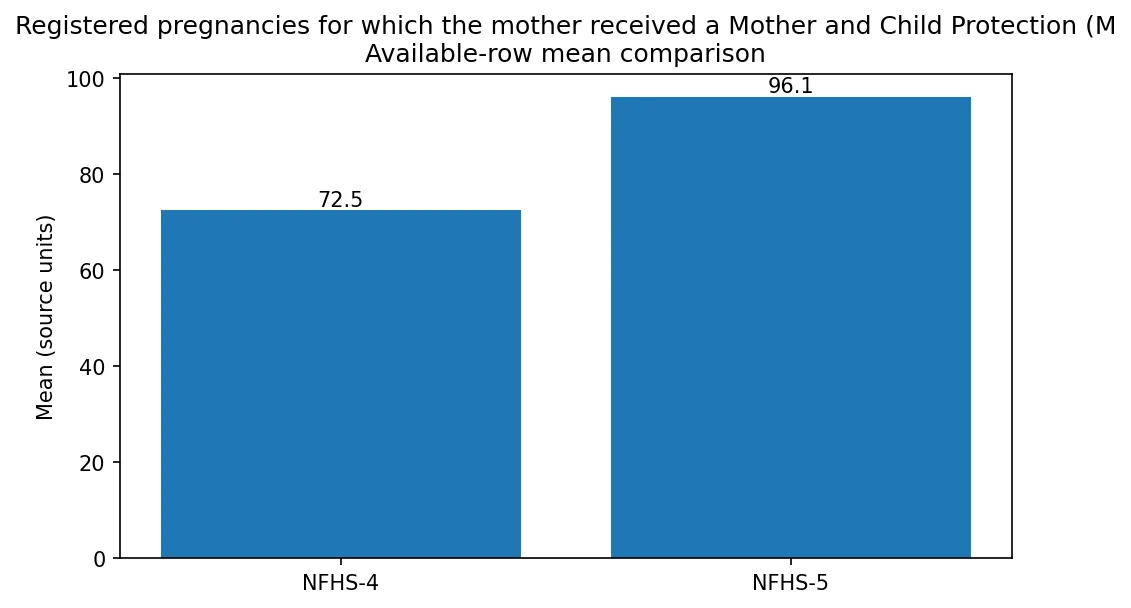 Registered pregnancies for which the mother received a Mother and Child Protection (M
Available-row mean comparison
100
80
60
40
20
0
Mean (source units)
72.5
96.1
NFHS-4
NFHS-5